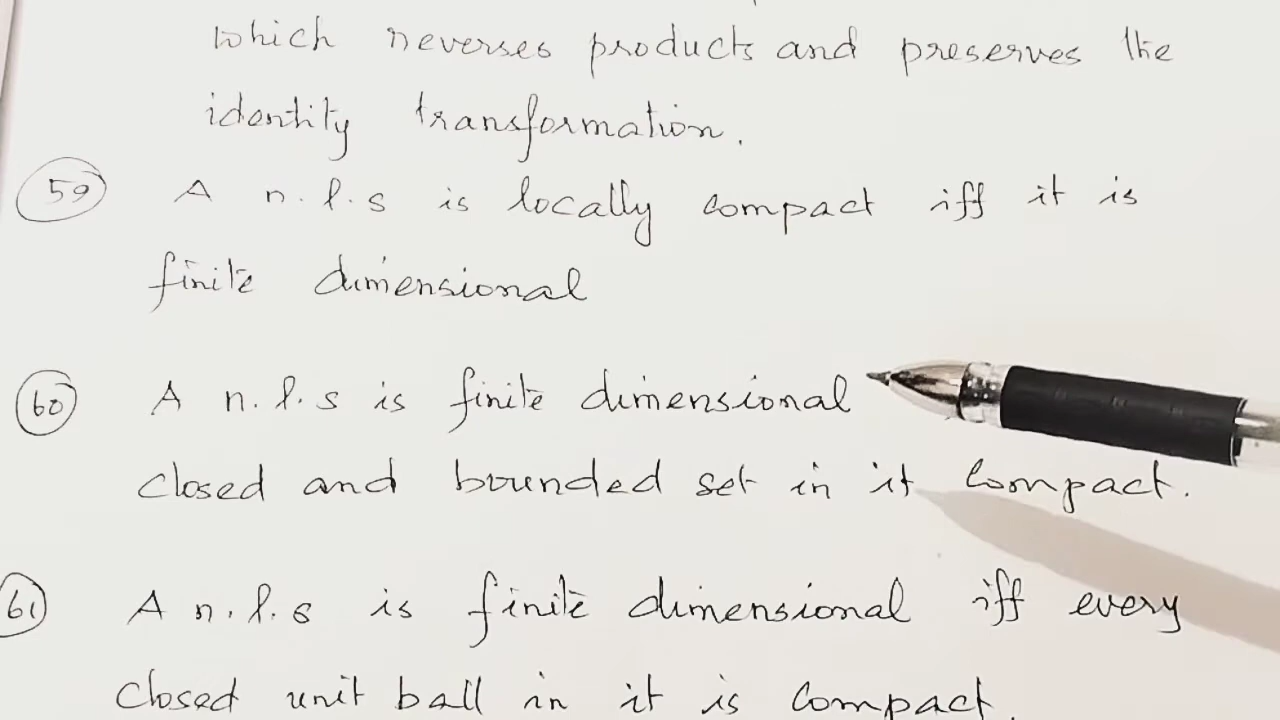 which reverses products and preserves the
identity transformation.
59 A n.l.s is locally compact iff it is
finite dimensional
60 A n.l.s is finite dimensional
closed and bounded set in it compact.
61 A n.l.s is finite dimensional iff every
closed unit ball in it is compact.